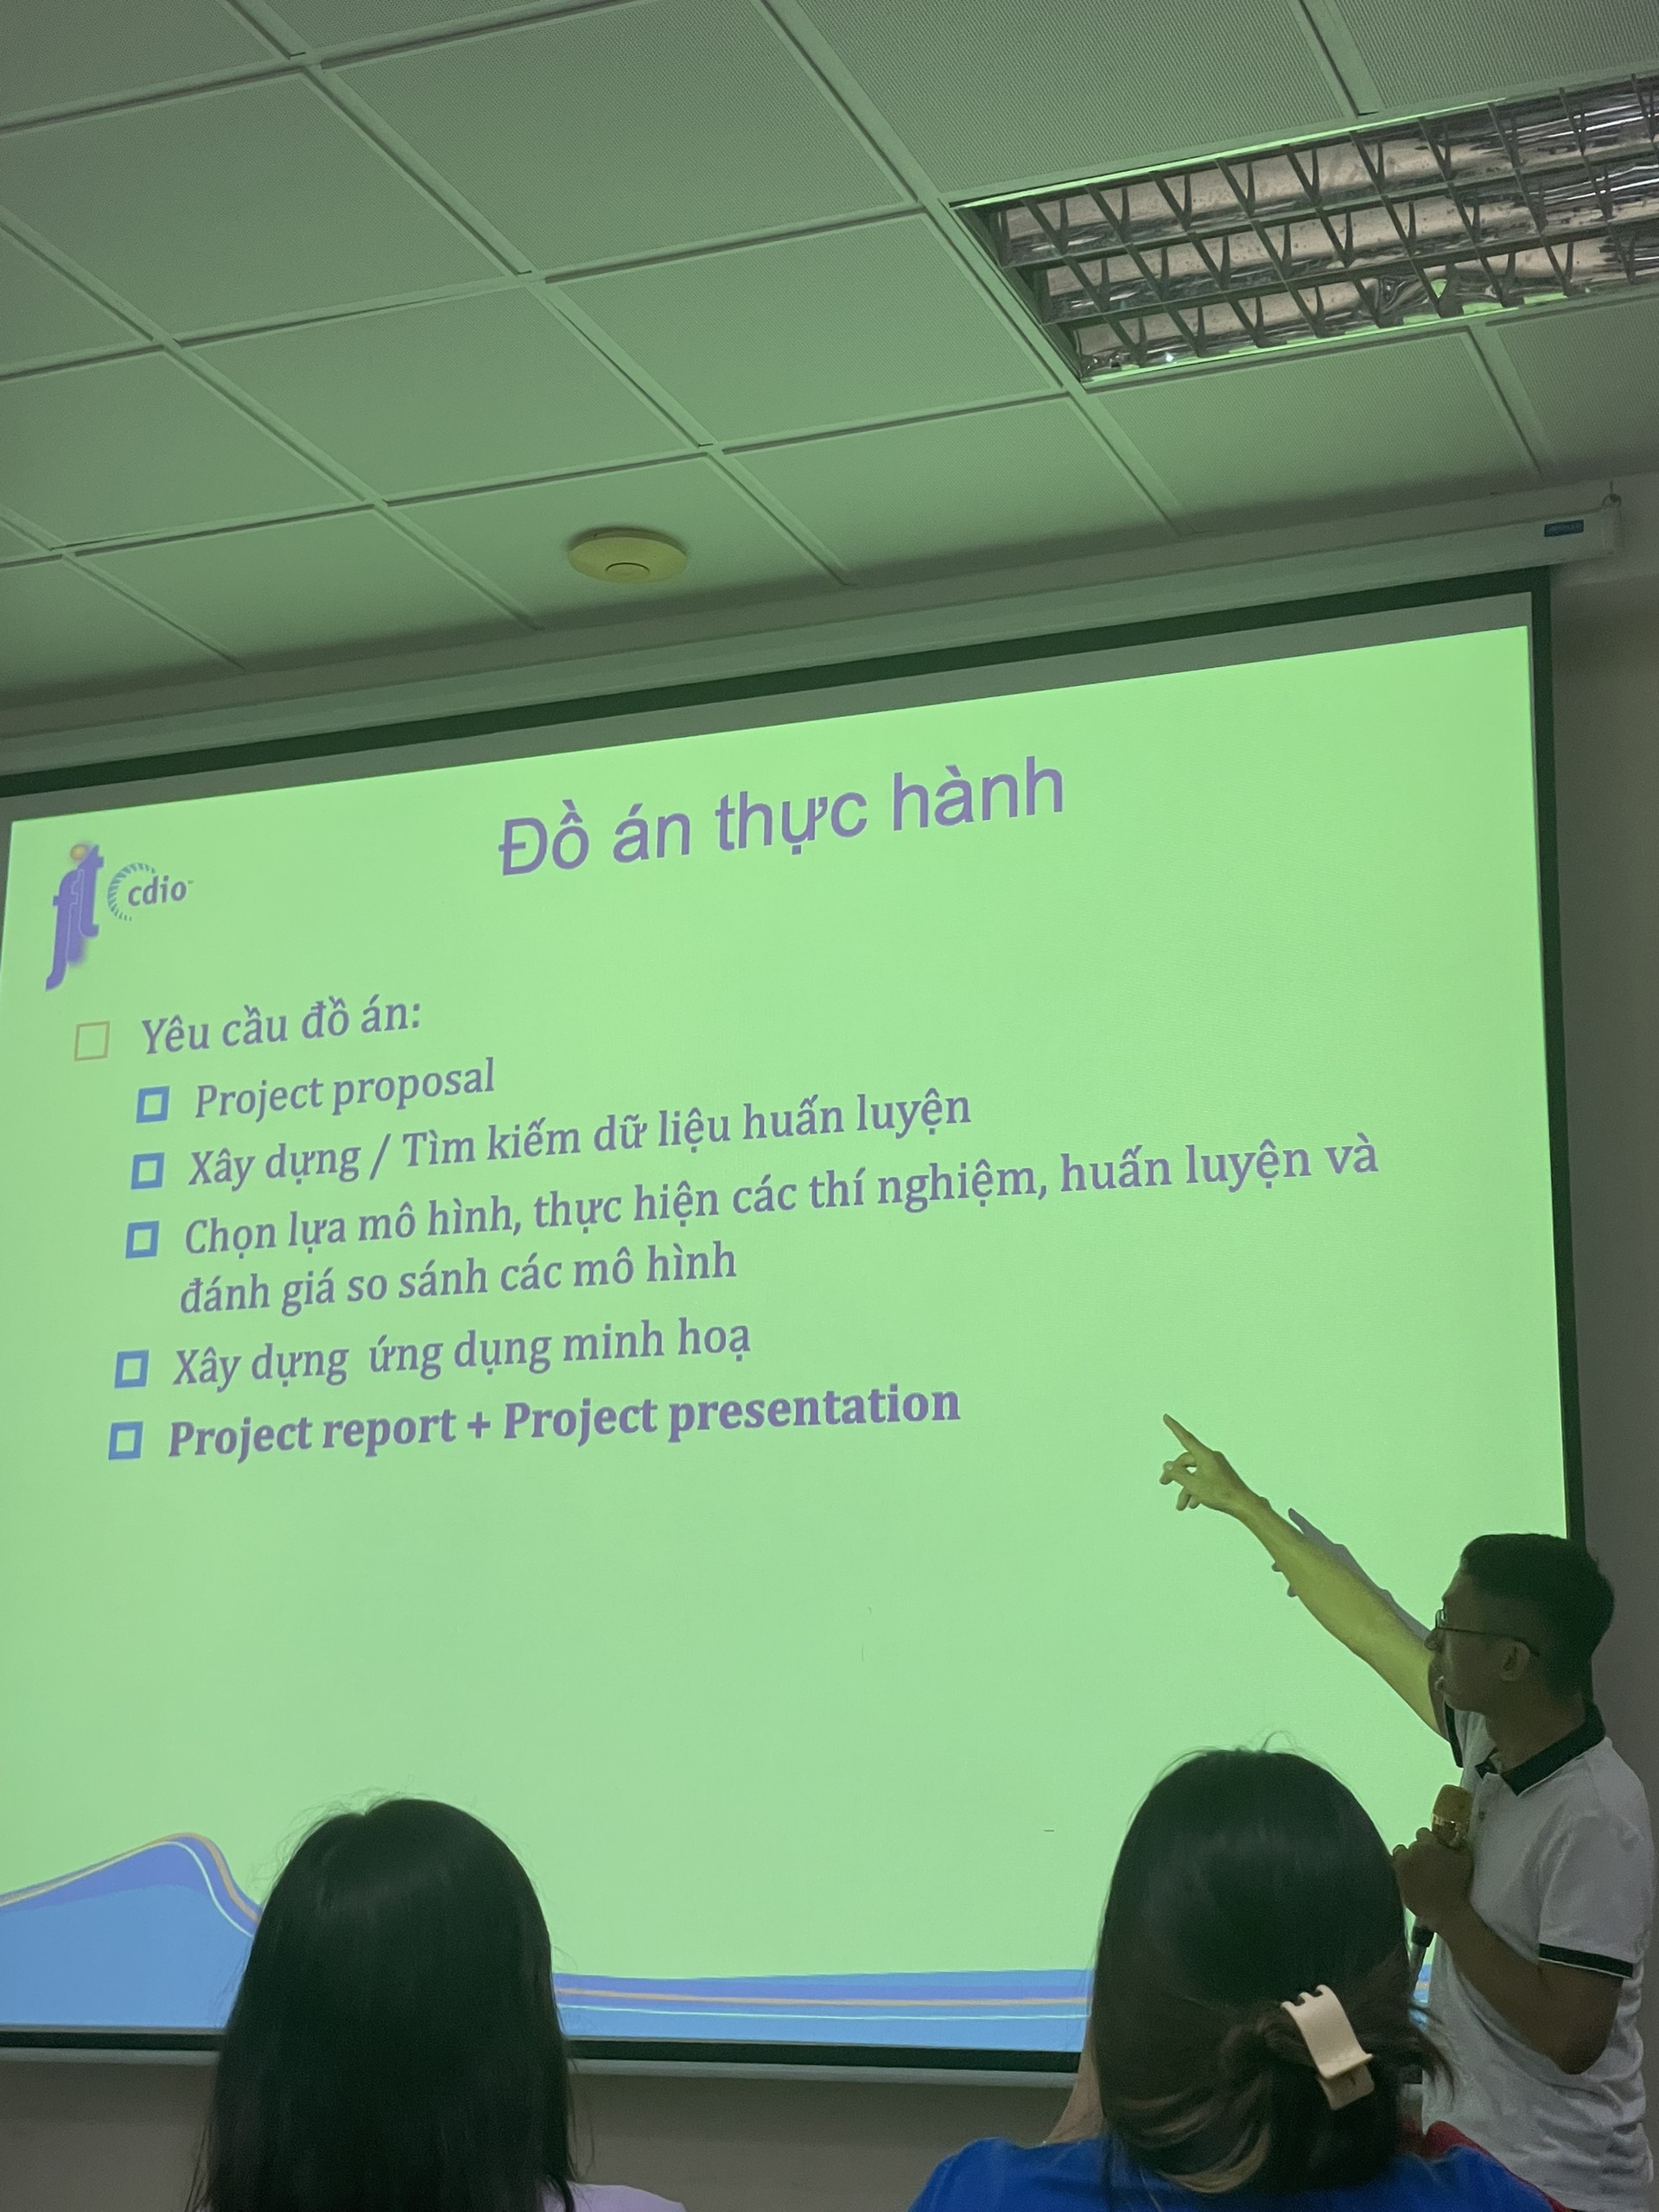 Đồ án thực hành
fit cdio
Yêu cầu đồ án:
Project proposal
Xây dựng / Tìm kiếm dữ liệu huấn luyện
Chọn lựa mô hình, thực hiện các thí nghiệm, huấn luyện và
đánh giá so sánh các mô hình
Xây dựng ứng dụng minh hoạ
Project report + Project presentation